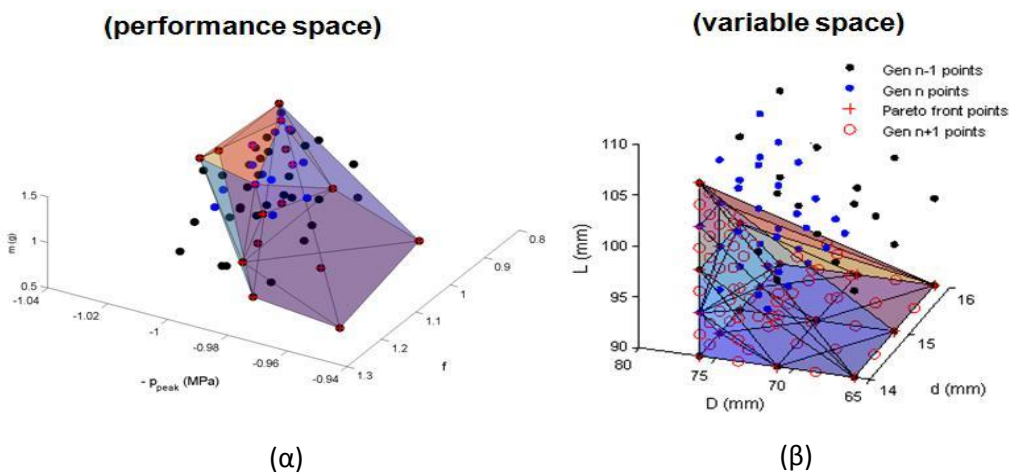 (performance space)
(variable space)
Gen n-1 points
Gen n points
Pareto front points
Gen n+1 points
1.5
1
0.5
m (g)
-1.04
-1.02
-1
-0.98
-0.96
-0.94
- p peak (MPa)
0.8
0.9
1
1.1
1.2
1.3
f
110
105
100
95
90
L (mm)
80
75
70
65
D (mm)
14
15
16
d (mm)
(α)
(β)